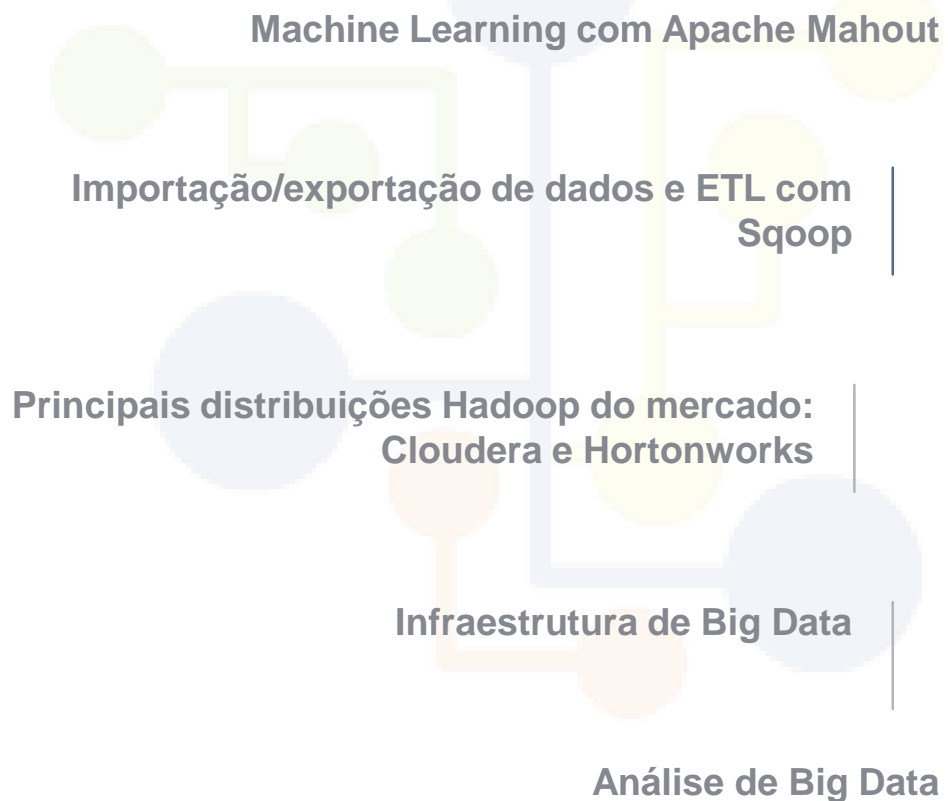 Machine Learning com Apache Mahout
Importação/exportação de dados e ETL com
Sqoop
Principais distribuições Hadoop do mercado:
Cloudera e Hortonworks
Infraestrutura de Big Data
Análise de Big Data